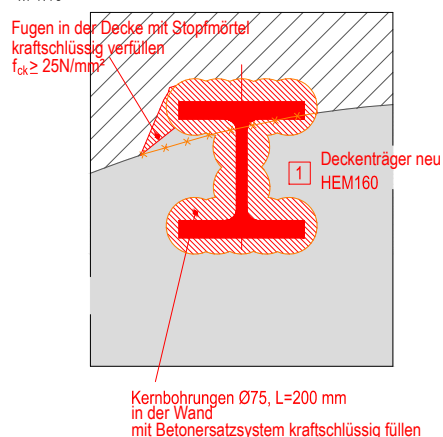 Fugen in der Decke mit Stopfmörtel
kraftschlüssig verfüllen
fck ≥ 25N/mm²
1
Deckenträger neu
HEM160
Kernbohrungen Ø75, L=200 mm
in der Wand
mit Betonersatzsystem kraftschlüssig füllen